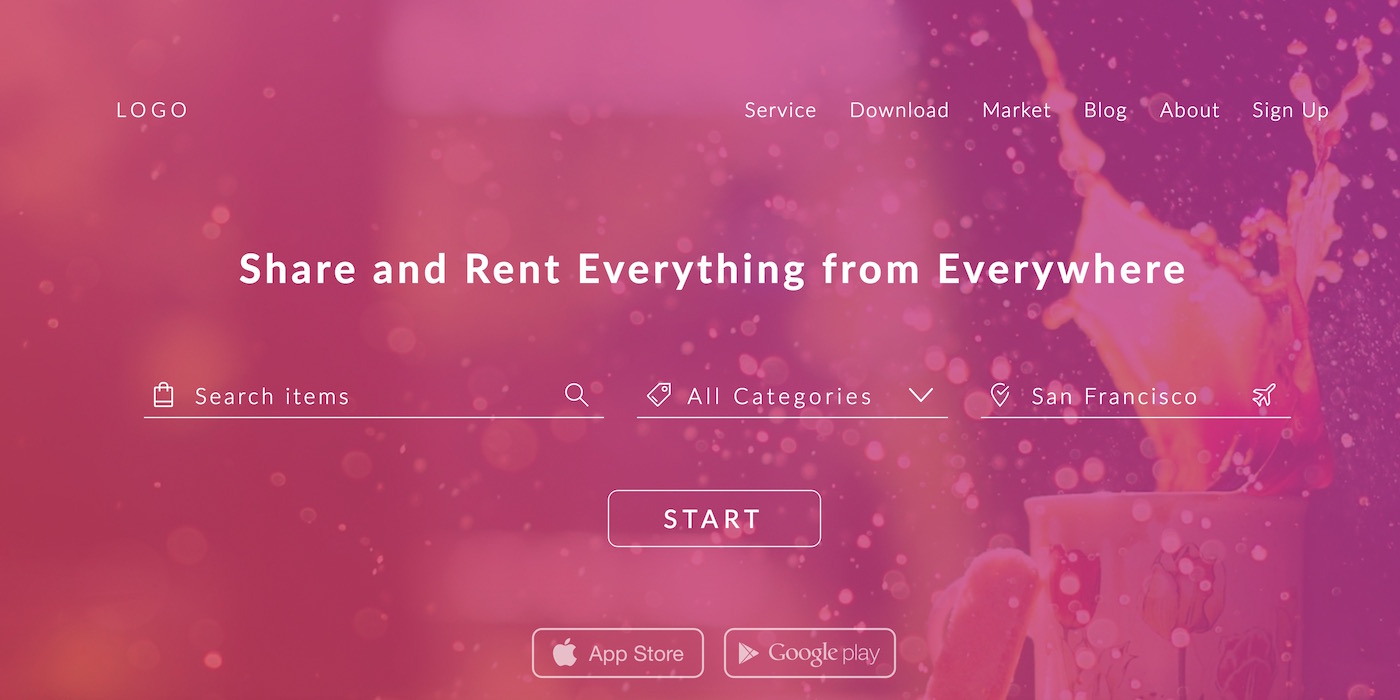 LOGO Service Download Market Blog About Sign Up
Share and Rent Everything from Everywhere
Search items All Categories San Francisco
START
App Store Google play